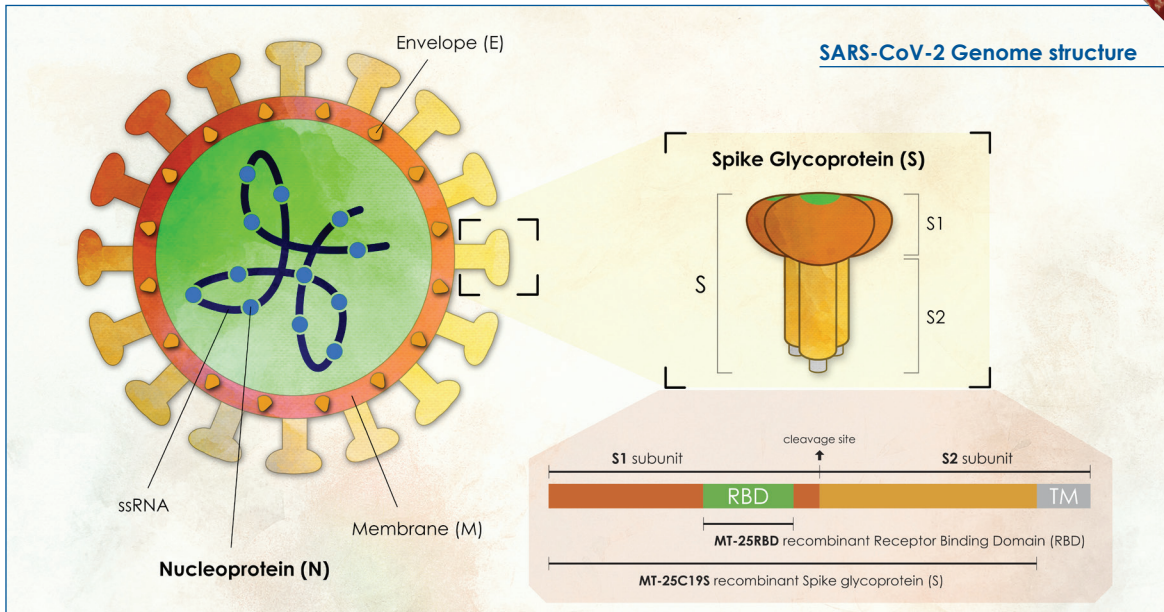 SARS-CoV-2 Genome structure
Envelope (E)
Spike Glycoprotein (S)
S1
S
S2
cleavage site
S1 subunit
S2 subunit
RBD
TM
ssRNA
Membrane (M)
MT-25RBD recombinant Receptor Binding Domain (RBD)
Nucleoprotein (N)
MT-25C19S recombinant Spike glycoprotein (S)